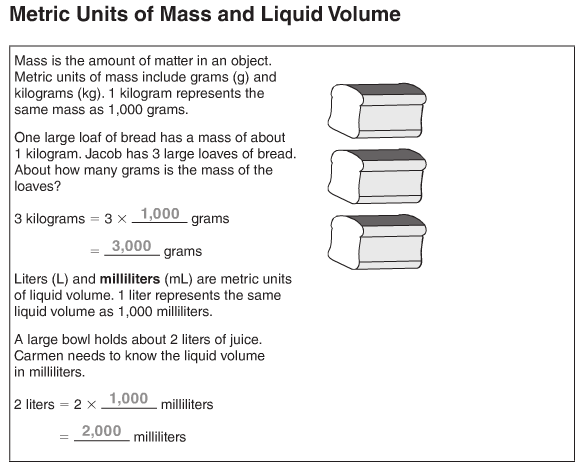 Metric Units of Mass and Liquid Volume
Mass is the amount of matter in an object.
Metric units of mass include grams (g) and
kilograms (kg). 1 kilogram represents the
same mass as 1,000 grams.
One large loaf of bread has a mass of about
1 kilogram. Jacob has 3 large loaves of bread.
About how many grams is the mass of the
loaves?
3 kilograms = 3 × 1,000 grams
= 3,000 grams
Liters (L) and milliliters (mL) are metric units
of liquid volume. 1 liter represents the same
liquid volume as 1,000 milliliters.
A large bowl holds about 2 liters of juice.
Carmen needs to know the liquid volume
in milliliters.
2 liters = 2 × 1,000 milliliters
= 2,000 milliliters